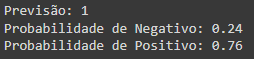 Previsão: 1
Probabilidade de Negativo: 0.24
Probabilidade de Positivo: 0.76